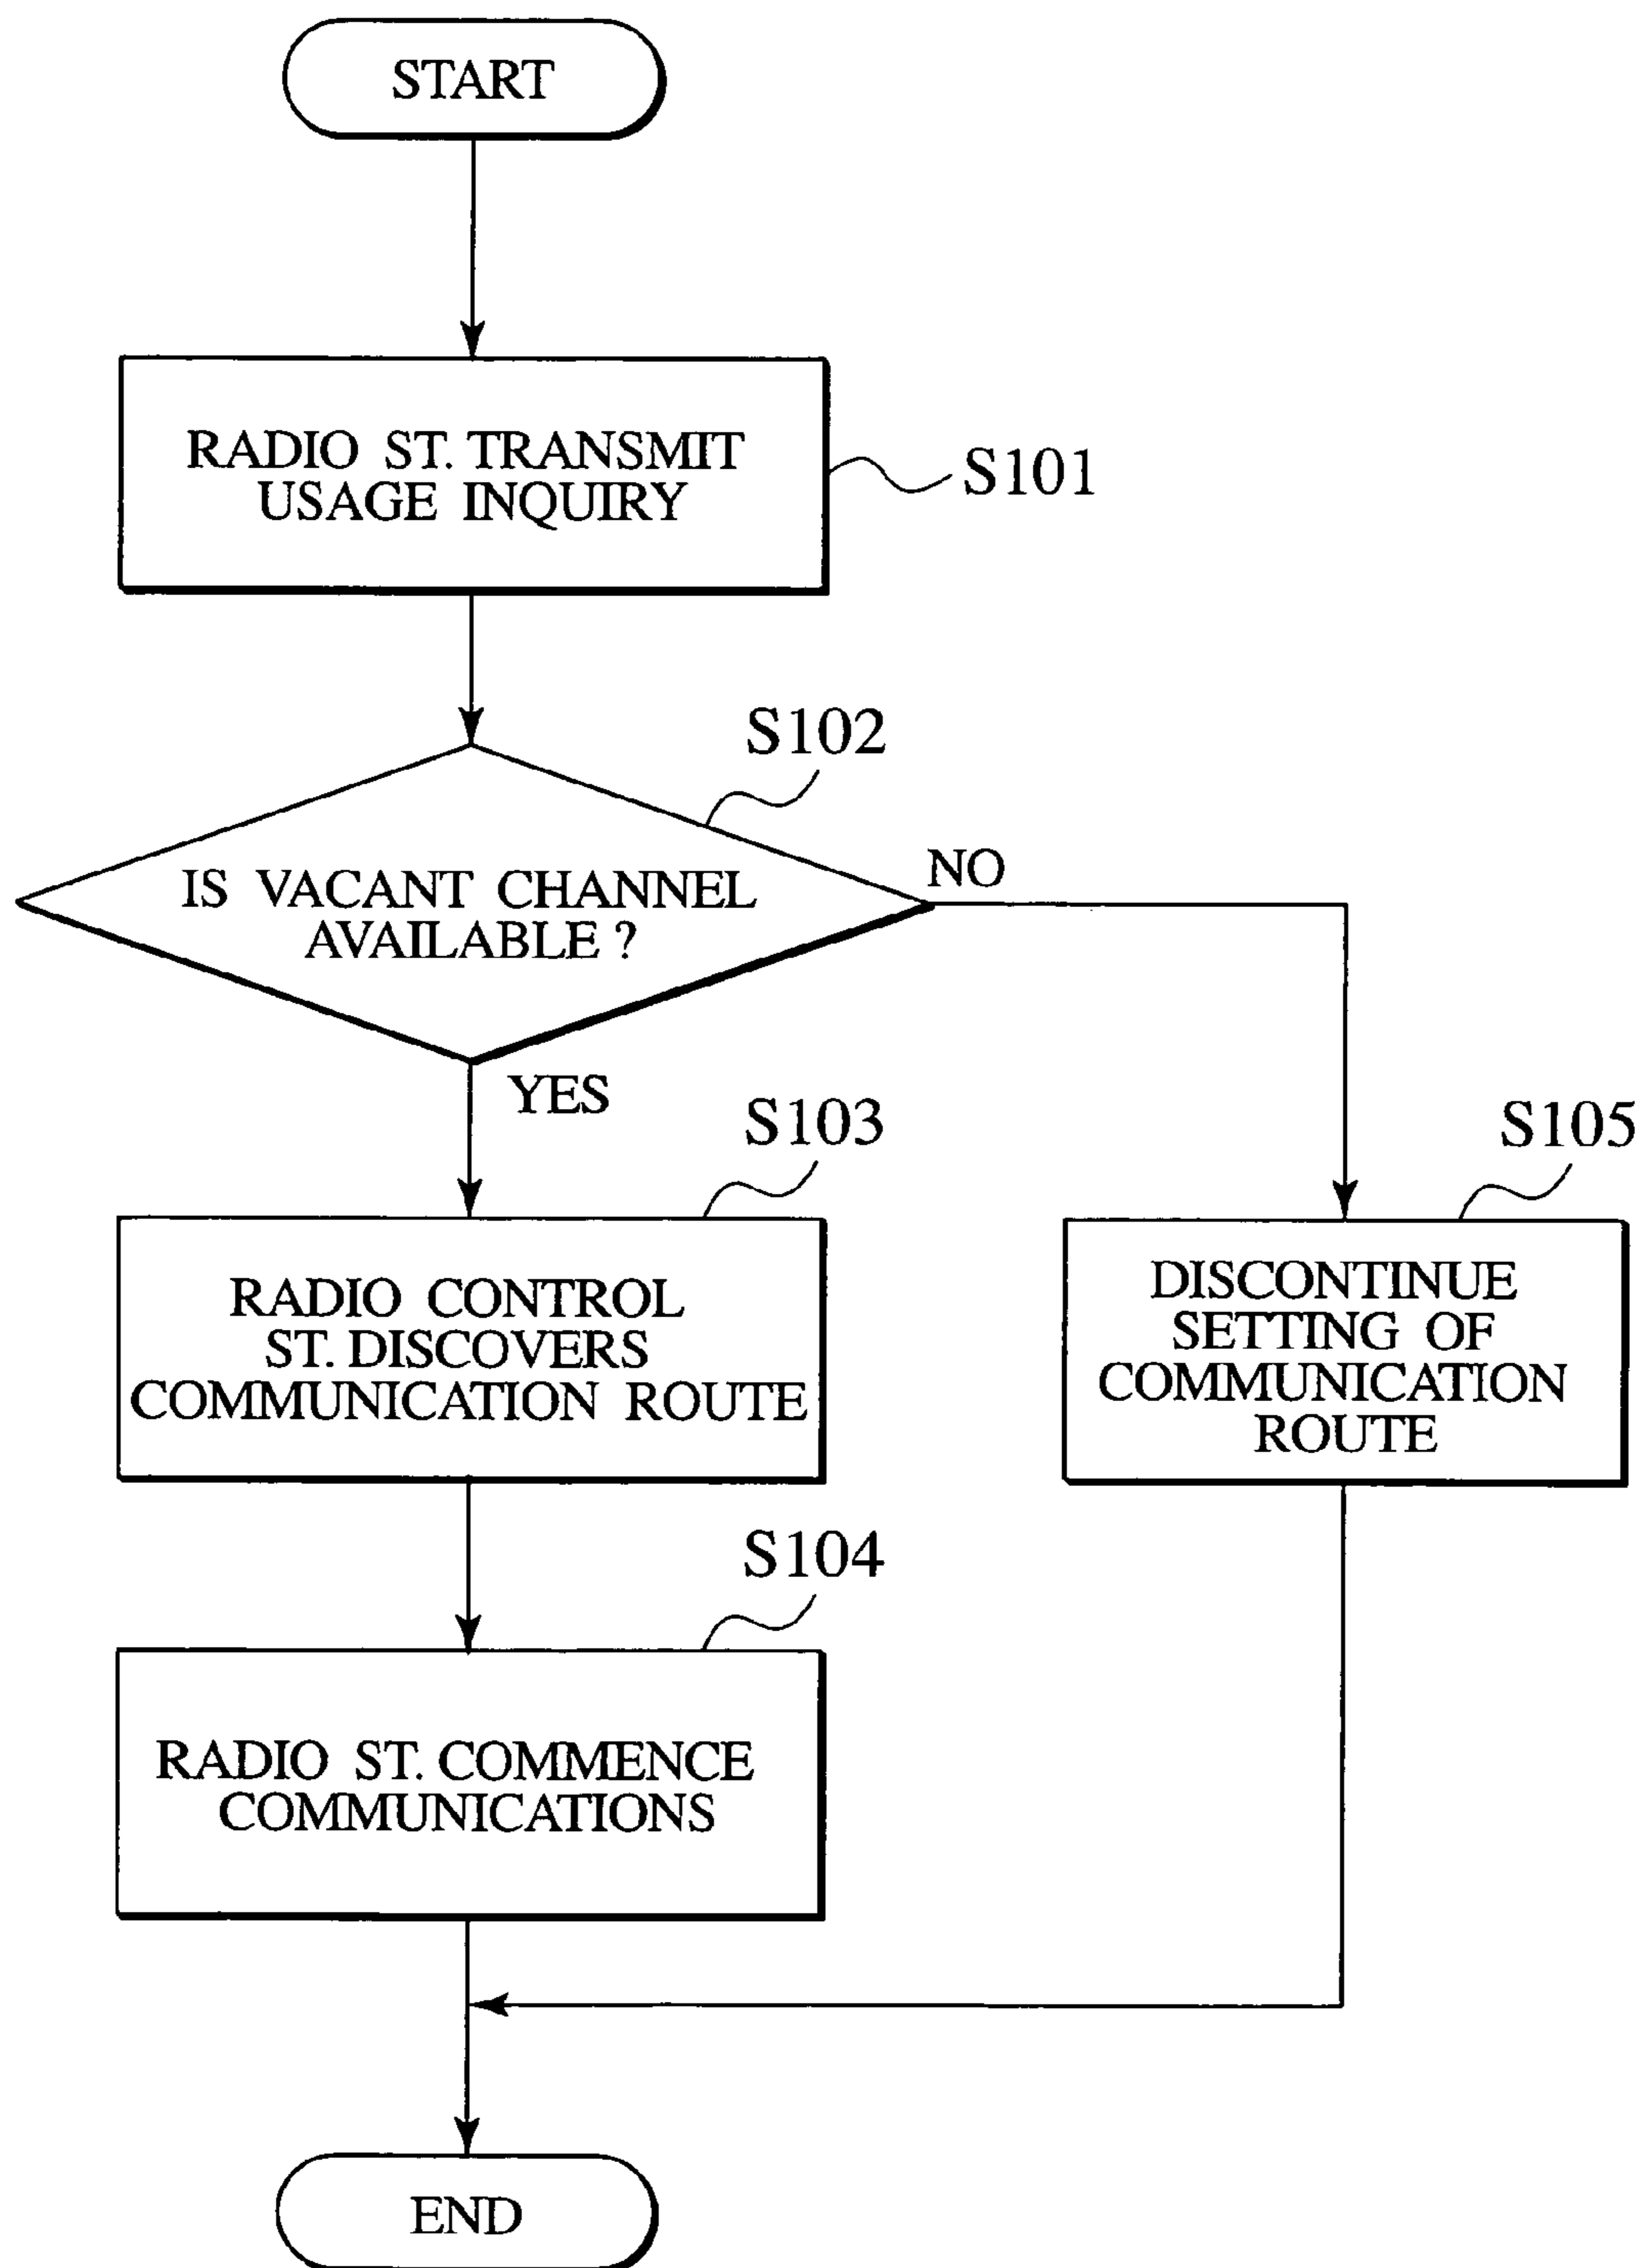 START
RADIO ST. TRANSMIT
USAGE INQUIRY
S101
S102
IS VACANT CHANNEL
AVAILABLE ?
NO
YES
S103
RADIO CONTROL
ST. DISCOVERS
COMMUNICATION ROUTE
S105
DISCONTINUE
SETTING OF
COMMUNICATION
ROUTE
S104
RADIO ST. COMMENCE
COMMUNICATIONS
END